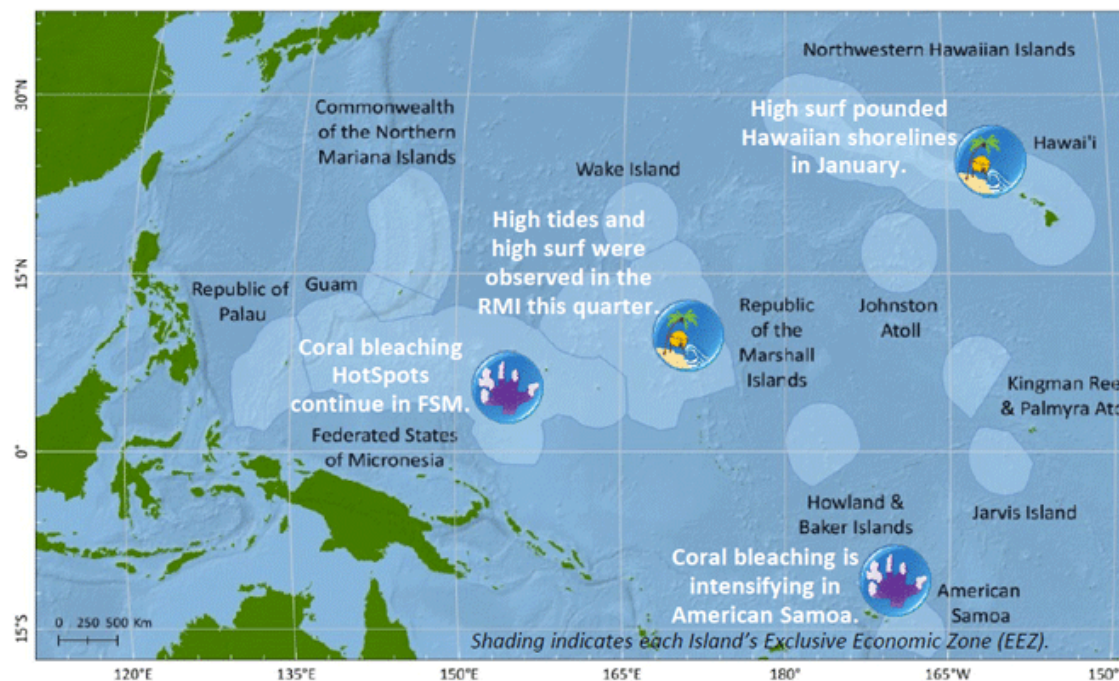 Northwestern Hawaiian Islands
30°N
Commonwealth
of the Northern
Mariana Islands
High surf pounded
Hawaiian shorelines
in January.
Hawai'i
Wake Island
High tides and
high surf were
observed in the
RMI this quarter.
15°N
Republic of
Palau
Guam
Johnston
Atoll
Republic
of the
Marshall
Islands
Coral bleaching
HotSpots
continue in FSM.
Kingman Ree
& Palmyra Ato
Federated States
of Micronesia
0°
Howland &
Baker Islands
Jarvis Island
Coral bleaching is
intensifying in
American Samoa.
American
Samoa
0 250 500 Km
15°S
Shading indicates each Island's Exclusive Economic Zone (EEZ).
120°E 135°E 150°E 165°E 180° 165°W 150°